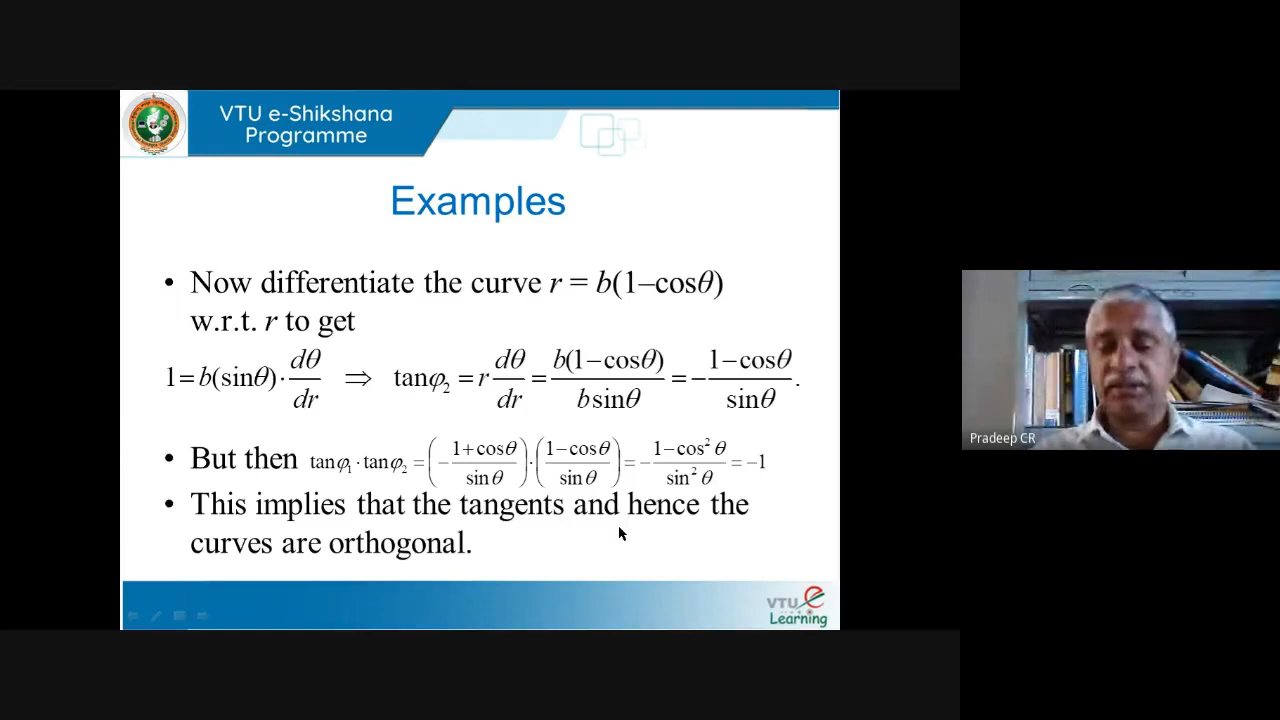 VTU e-Shikshana
Programme
Examples
• Now differentiate the curve r = b(1–cosθ)
w.r.t. r to get
1 = b(sinθ)·dθ/dr ⇒ tanφ₂ = r dθ/dr = b(1−cosθ)/b sinθ = −1−cosθ/sinθ.
• But then tanφ₁·tanφ₂ = (−1+cosθ/sinθ)·(1−cosθ/sinθ) = −1−cos²θ/sin²θ = −1
• This implies that the tangents and hence the
curves are orthogonal.
Pradeep CR
VTU e
Learning